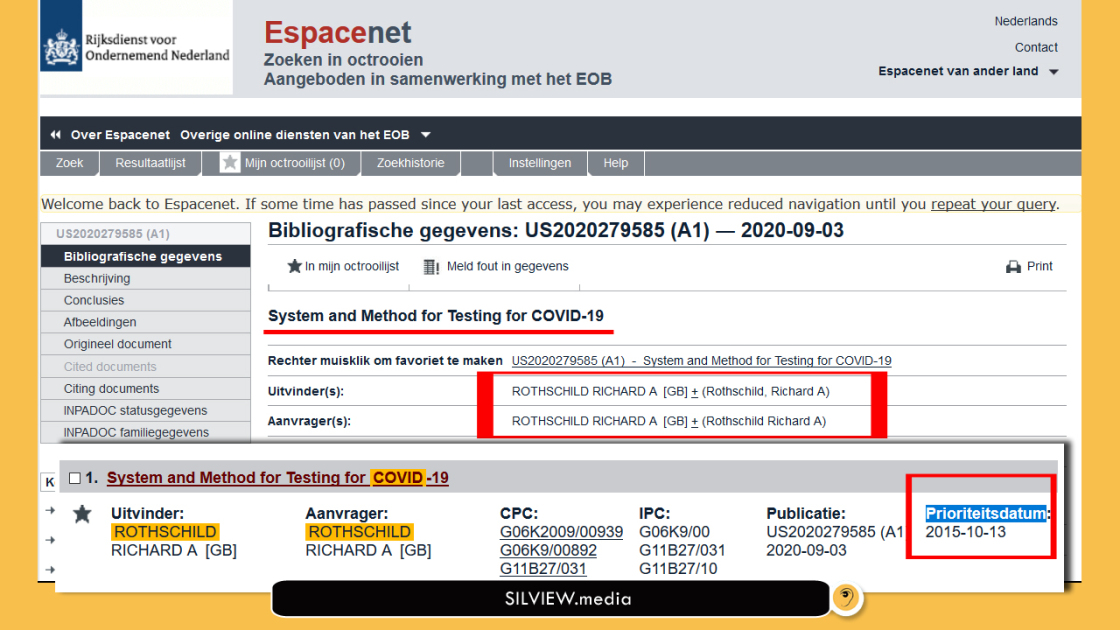 Rijksdienst voor
Ondernemend Nederland
Espacenet
Zoeken in octrooien
Aangeboden in samenwerking met het EOB
Nederlands
Contact
Espacenet van ander land
Over Espacenet Overige online diensten van het EOB
Zoek Resultaatlijst Mijn octrooilijst (0) Zoekhistorie Instellingen Help
Welcome back to Espacenet. If some time has passed since your last access, you may experience reduced navigation until you repeat your query.
US2020279585 (A1)
Bibliografische gegevens
Beschrijving
Conclusies
Afbeeldingen
Origineel document
Cited documents
Citing documents
INPADOC statusgegevens
INPADOC familiegegevens
Bibliografische gegevens: US2020279585 (A1) — 2020-09-03
In mijn octrooilijst Meld fout in gegevens Print
System and Method for Testing for COVID-19
Rechter muisklik om favoriet te maken US2020279585 (A1) - System and Method for Testing for COVID-19
Uitvinder(s): ROTHSCHILD RICHARD A [GB] + (Rothschild, Richard A)
Aanvrager(s): ROTHSCHILD RICHARD A [GB] + (Rothschild Richard A)
K
1. System and Method for Testing for COVID-19
Uitvinder: Aanvrager: CPC: IPC: Publicatie: Prioriteitsdatum:
ROTHSCHILD ROTHSCHILD G06K2009/00939 G06K9/00 US2020279585 (A1 2015-10-13
RICHARD A [GB] RICHARD A [GB] G06K9/00892 G11B27/031 2020-09-03
G11B27/031 G11B27/10
SILVIEW.media